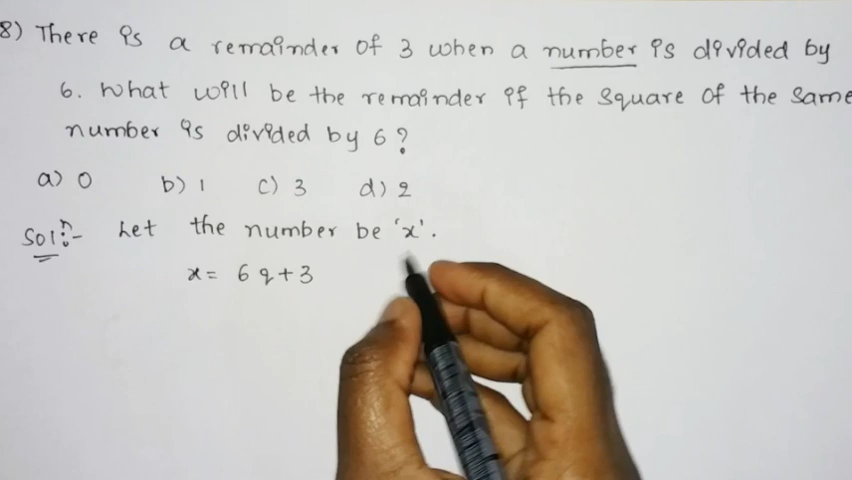 8) There is a remainder of 3 when a number is divided by
6. What will be the remainder if the square of the same
number is divided by 6?
a) 0 b) 1 c) 3 d) 2
Solⁿ:- Let the number be 'x'.
x = 6q+3